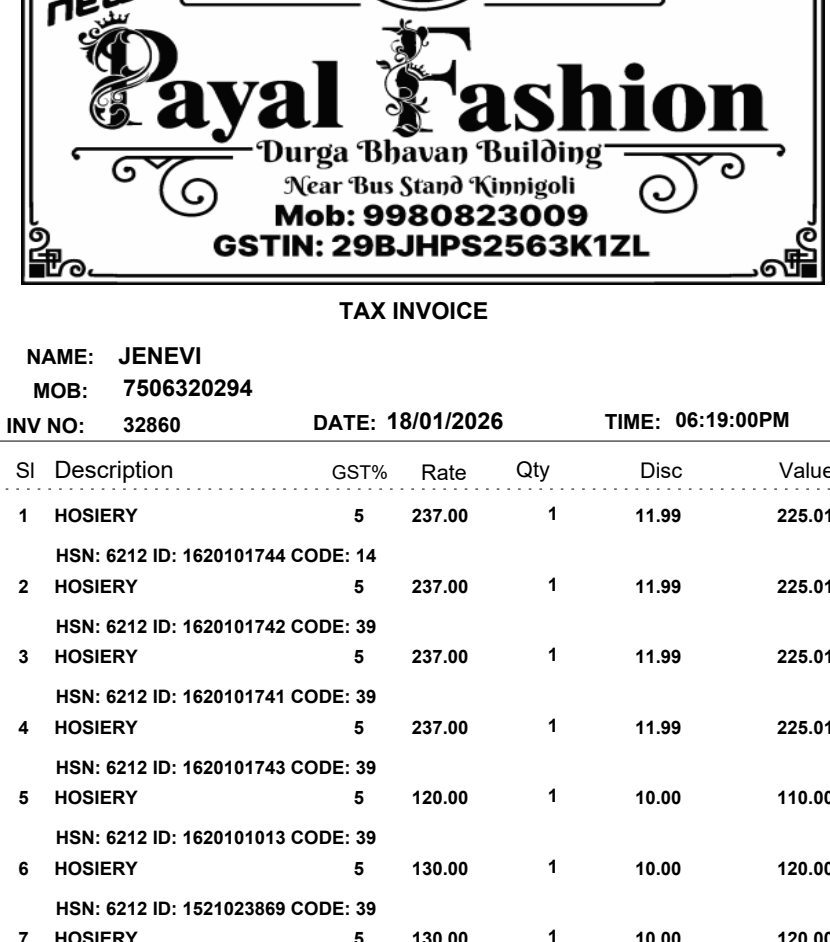 new
Payal Fashion
Durga Bhavan Building
Near Bus Stand Kinnigoli
Mob: 9980823009
GSTIN: 29BJHPS2563K1ZL
TAX INVOICE
NAME: JENEVI
MOB: 7506320294
INV NO: 32860 DATE: 18/01/2026 TIME: 06:19:00PM
Sl Description GST% Rate Qty Disc Value
1 HOSIERY 5 237.00 1 11.99 225.01
HSN: 6212 ID: 1620101744 CODE: 14
2 HOSIERY 5 237.00 1 11.99 225.01
HSN: 6212 ID: 1620101742 CODE: 39
3 HOSIERY 5 237.00 1 11.99 225.01
HSN: 6212 ID: 1620101741 CODE: 39
4 HOSIERY 5 237.00 1 11.99 225.01
HSN: 6212 ID: 1620101743 CODE: 39
5 HOSIERY 5 120.00 1 10.00 110.00
HSN: 6212 ID: 1620101013 CODE: 39
6 HOSIERY 5 130.00 1 10.00 120.00
HSN: 6212 ID: 1521023869 CODE: 39
7 HOSIERY 5 130.00 1 10.00 120.00